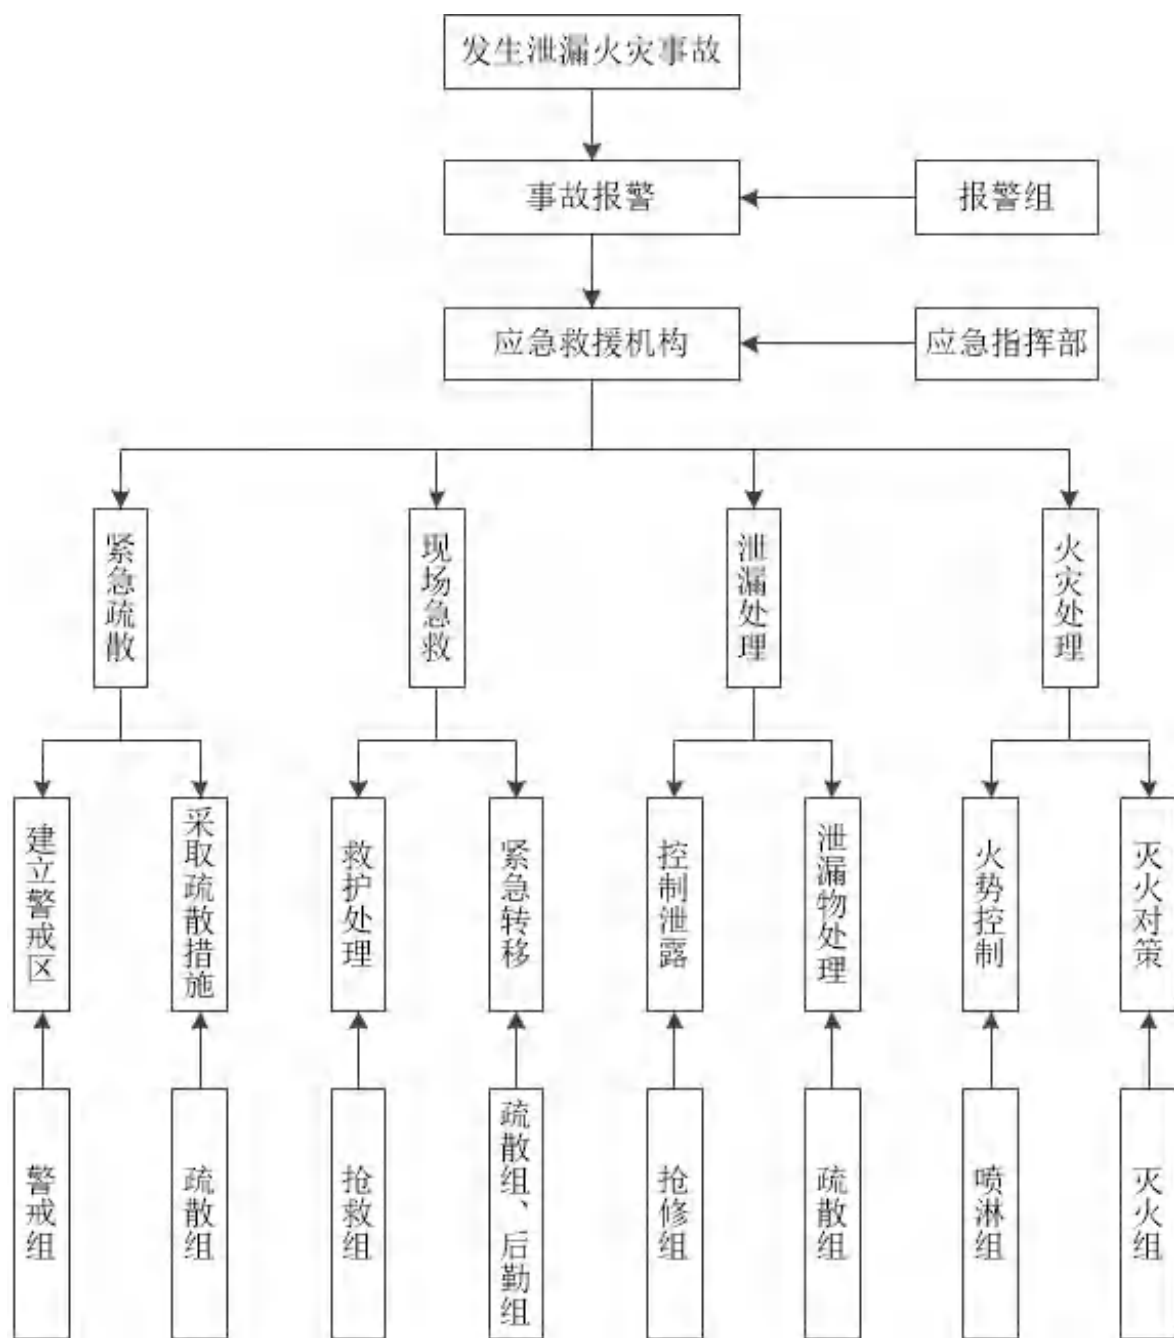 发生泄漏火灾事故
事故报警
报警组
应急救援机构
应急指挥部
紧急疏散
现场急救
泄漏处理
火灾处理
建立警戒区
采取疏散措施
救护处理
紧急转移
控制泄露
泄漏物处理
火势控制
灭火对策
警戒组
疏散组
抢救组
疏散组、后勤组
抢修组
疏散组
喷淋组
灭火组